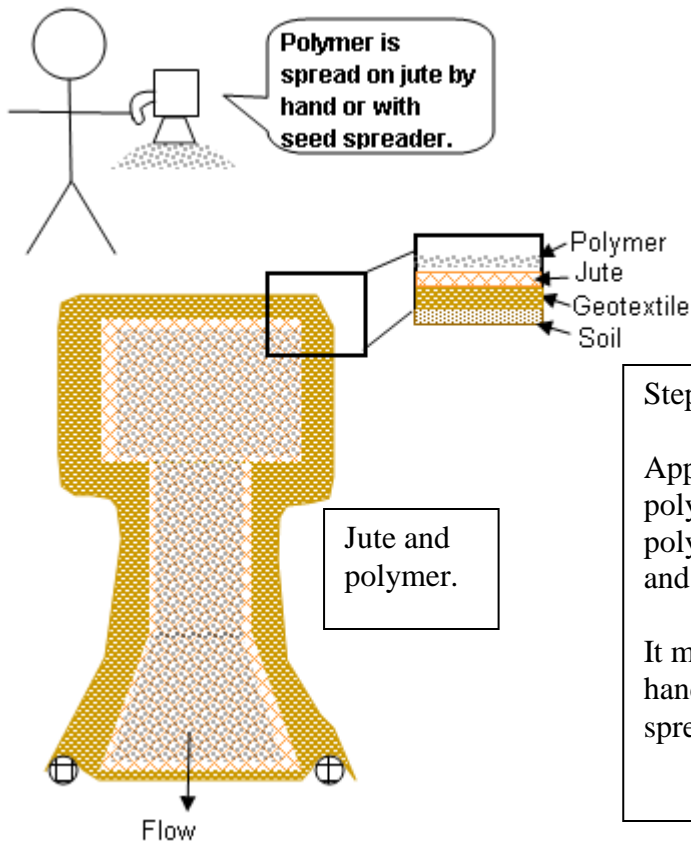 Polymer is
spread on jute by
hand or with
seed spreader.
Polymer
Jute
Geotextile
Soil
Step
App
poly
poly
and
It m
hand
spre
Jute and
polymer.
Flow